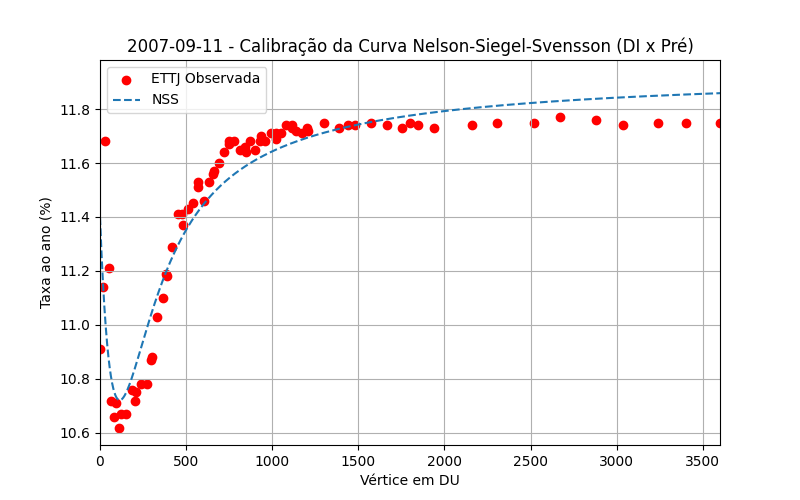 2007-09-11 - Calibração da Curva Nelson-Siegel-Svensson (DI x Pré)
ETTJ Observada
NSS
Taxa ao ano (%)
11.8
11.6
11.4
11.2
11.0
10.8
10.6
0 500 1000 1500 2000 2500 3000 3500
Vértice em DU